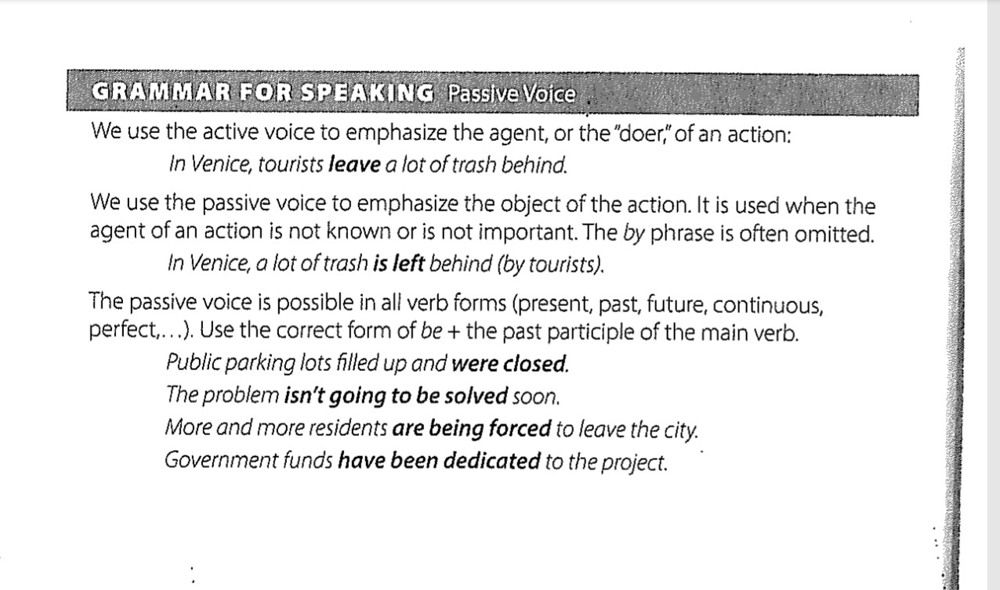 GRAMMAR FOR SPEAKING Passive Voice
We use the active voice to emphasize the agent, or the "doer," of an action:
In Venice, tourists leave a lot of trash behind.
We use the passive voice to emphasize the object of the action. It is used when the
agent of an action is not known or is not important. The by phrase is often omitted.
In Venice, a lot of trash is left behind (by tourists).
The passive voice is possible in all verb forms (present, past, future, continuous,
perfect,...). Use the correct form of be + the past participle of the main verb.
Public parking lots filled up and were closed.
The problem isn't going to be solved soon.
More and more residents are being forced to leave the city.
Government funds have been dedicated to the project.